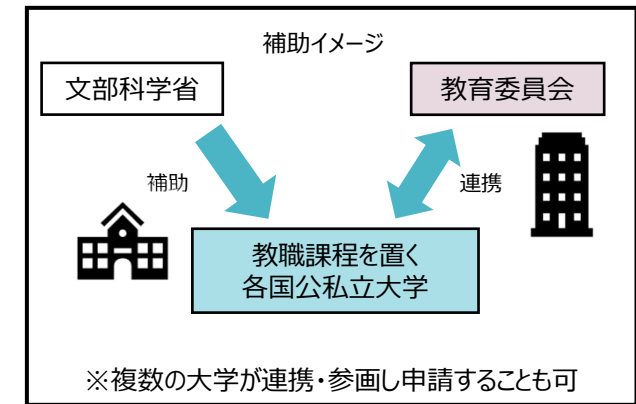 補助イメージ
文部科学省
教育委員会
補助
連携
教職課程を置く
各国公私立大学
※複数の大学が連携・参画し申請することも可